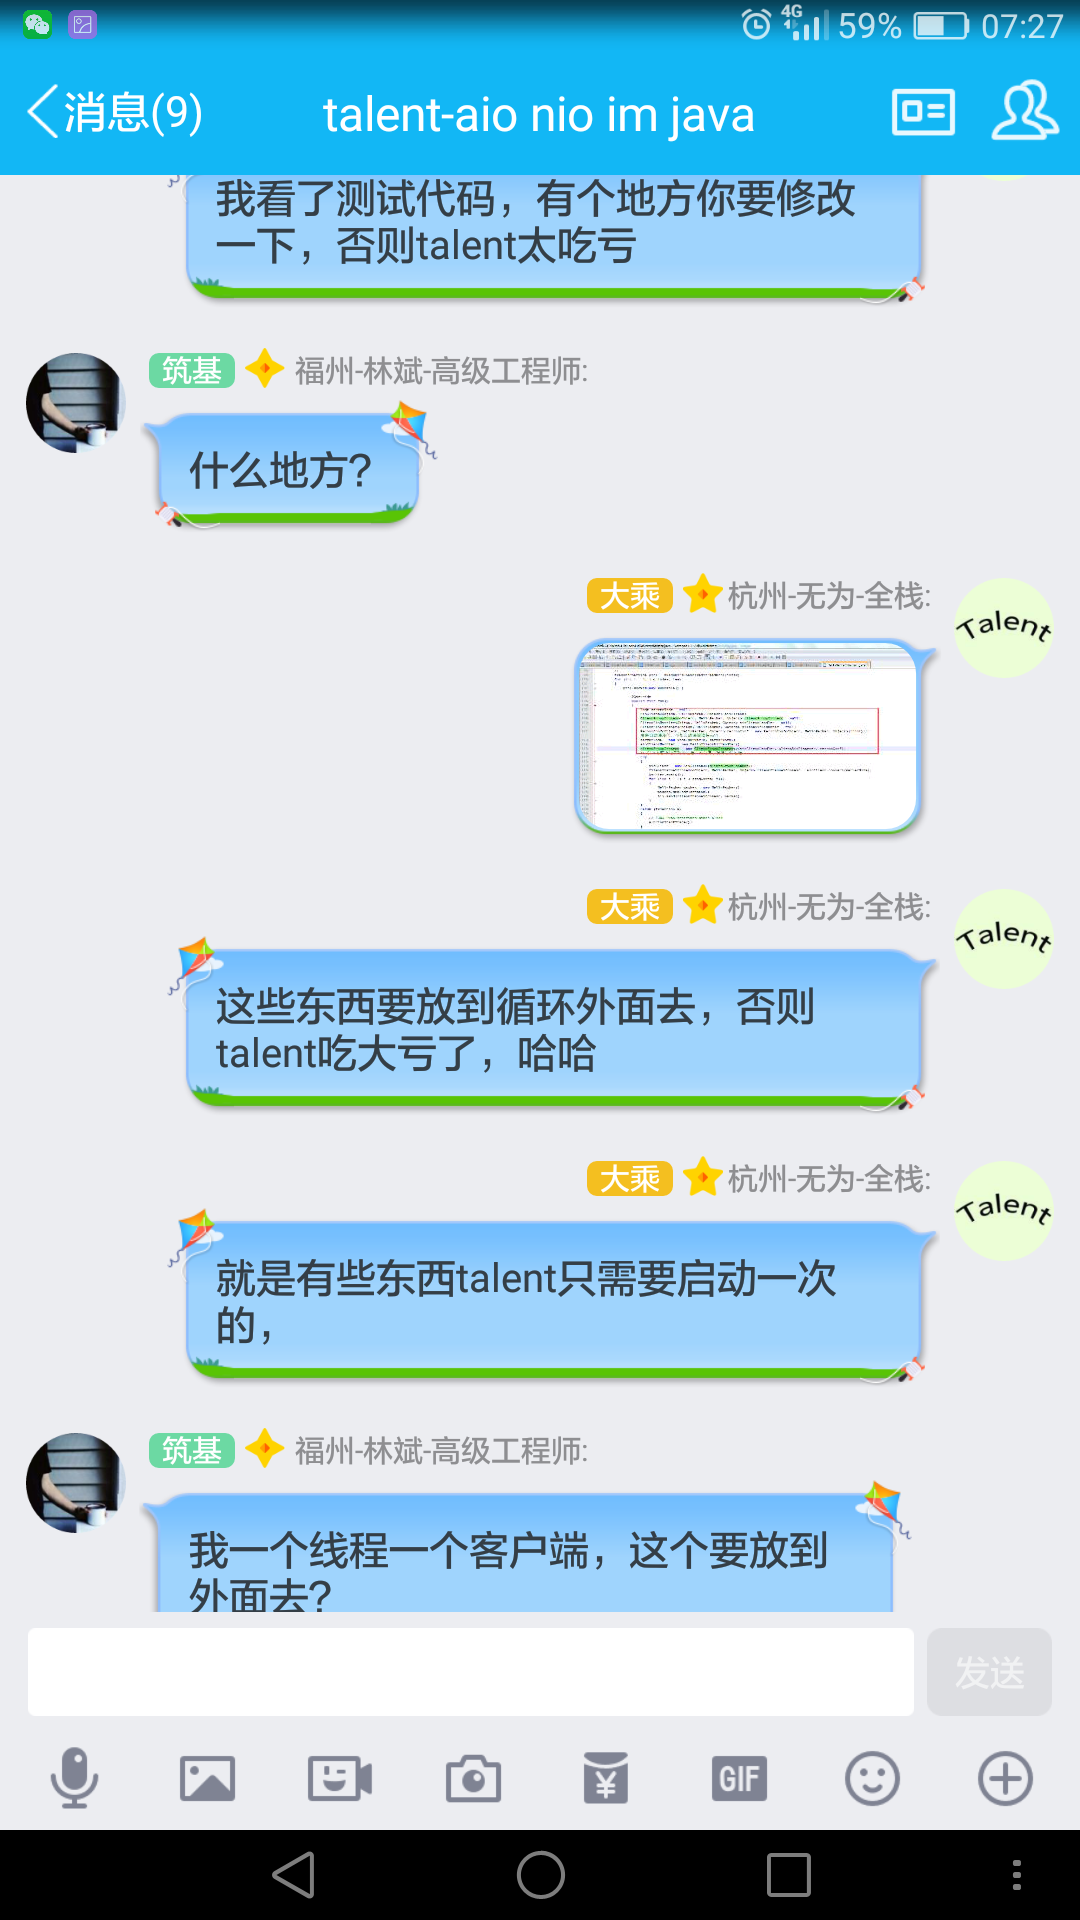 4G 59% 07:27
消息(9) talent-aio nio im java
我看了测试代码，有个地方你要修改
一下，否则talent太吃亏
筑基 福州-林斌-高级工程师:
什么地方?
大乘 杭州-无为-全栈:
Talent
大乘 杭州-无为-全栈:
Talent
这些东西要放到循环外面去，否则
talent吃大亏了，哈哈
大乘 杭州-无为-全栈:
Talent
就是有些东西talent只需要启动一次
的，
筑基 福州-林斌-高级工程师:
我一个线程一个客户端，这个要放到
外面去?
发送
¥ GIF